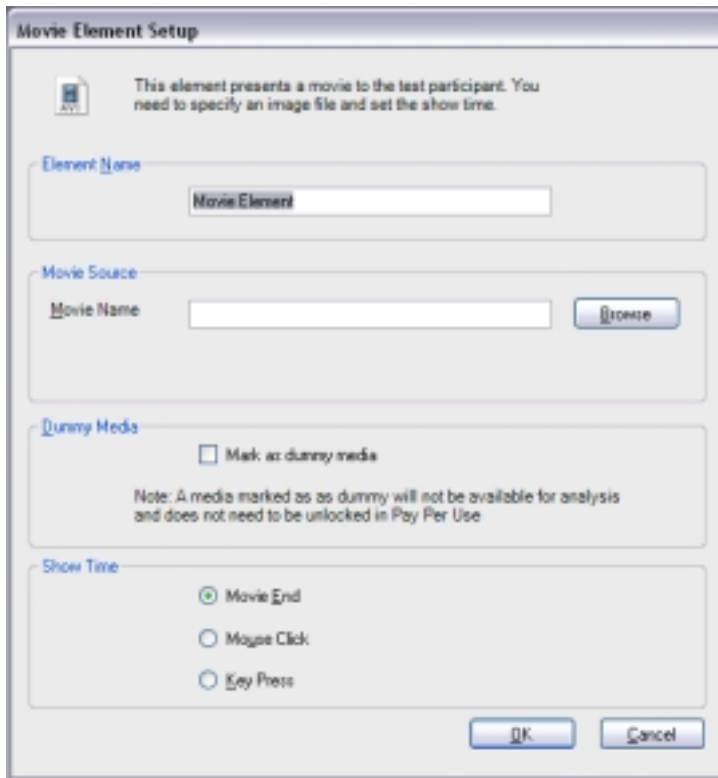 Movie Element Setup
This element presents a movie to the test participant. You
need to specify an image file and set the show time.
AVI
Element Name
Movie Element
Movie Source
Movie Name
Browse
Dummy Media
Mark as dummy media
Note: A media marked as as dummy will not be available for analysis
and does not need to be unlocked in Pay Per Use
Show Time
Movie End
Mouse Click
Key Press
OK
Cancel